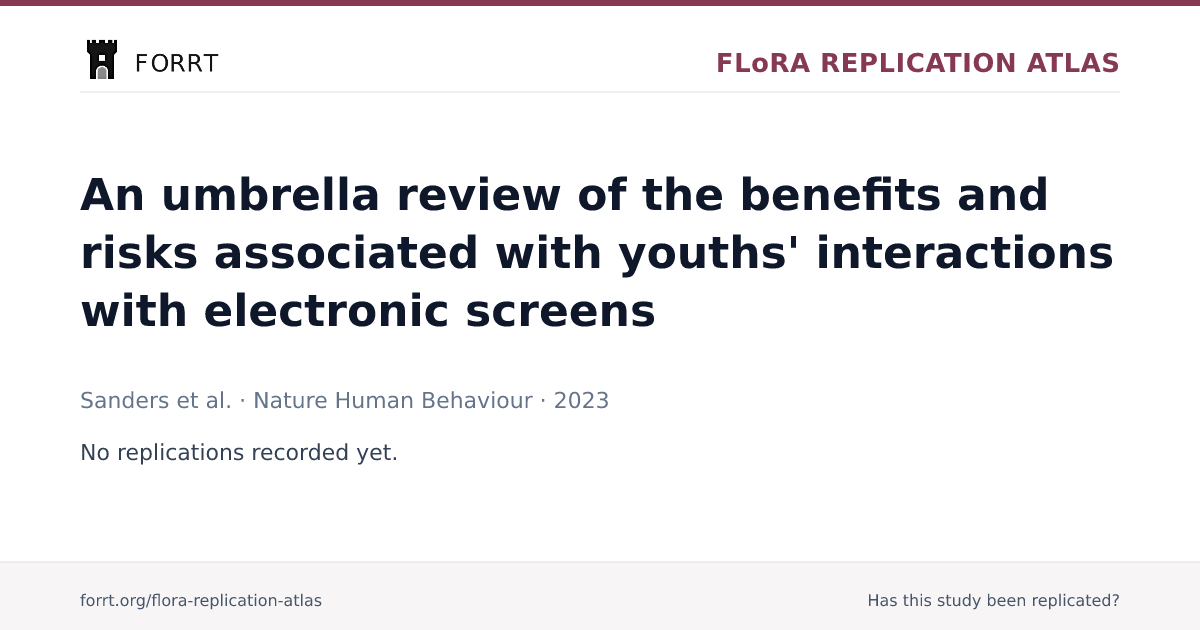 FORRT
FLoRA REPLICATION ATLAS
An umbrella review of the benefits and
risks associated with youths' interactions
with electronic screens
Sanders et al. · Nature Human Behaviour · 2023
No replications recorded yet.
forrt.org/flora-replication-atlas
Has this study been replicated?